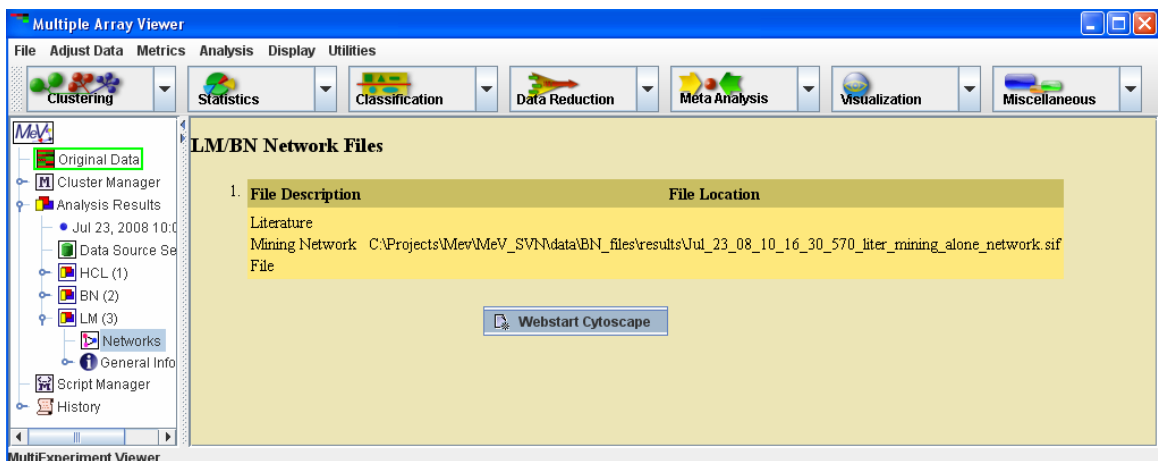 Multiple Array Viewer
File Adjust Data Metrics Analysis Display Utilities
Clustering Statistics Classification Data Reduction Meta Analysis Visualization Miscellaneous
MeV
Original Data
Cluster Manager
Analysis Results
Jul 23, 2008 10:0
Data Source Se
HCL (1)
BN (2)
LM (3)
Networks
General Info
Script Manager
History
LM/BN Network Files
1. File Description File Location
Literature
Mining Network C:\Projects\Mev\MeV_SVN\data\BN_files\results\Jul_23_08_10_16_30_570_liter_mining_alone_network.sif
File
Webstart Cytoscape
MultiExperiment Viewer